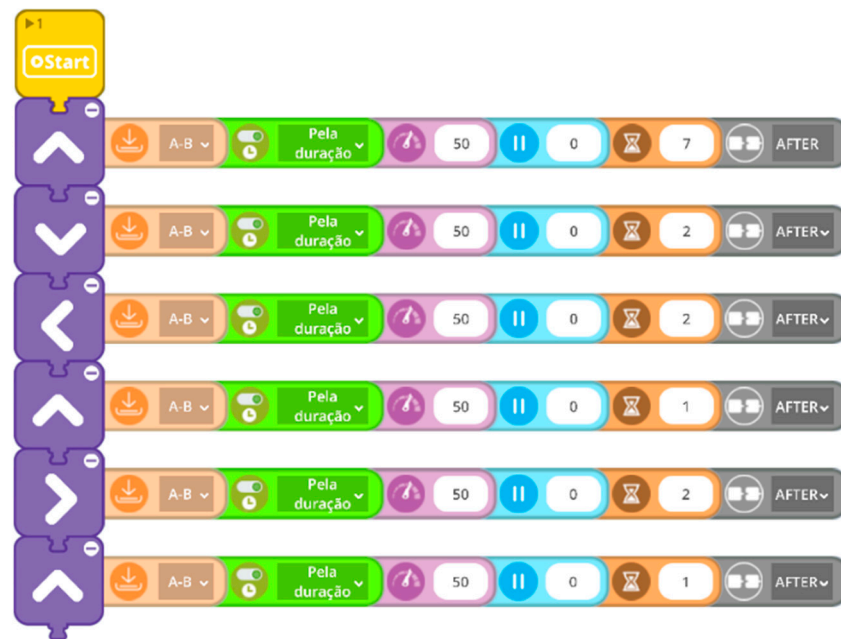 1
Start
A-B Pela duração 50 0 7 AFTER
A-B Pela duração 50 0 2 AFTER
A-B Pela duração 50 0 2 AFTER
A-B Pela duração 50 0 1 AFTER
A-B Pela duração 50 0 2 AFTER
A-B Pela duração 50 0 1 AFTER